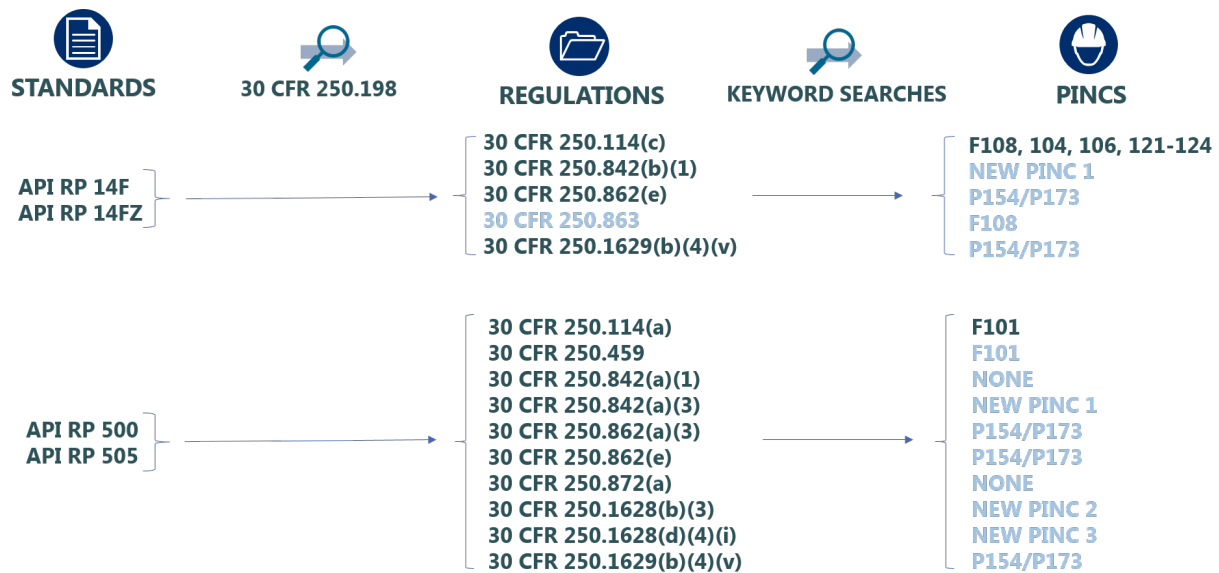 STANDARDS
30 CFR 250.198
REGULATIONS
KEYWORD SEARCHES
PINCS
API RP 14F
API RP 14FZ
30 CFR 250.114(c)
30 CFR 250.842(b)(1)
30 CFR 250.862(e)
30 CFR 250.863
30 CFR 250.1629(b)(4)(v)
F108, 104, 106, 121-124
NEW PINC 1
P154/P173
F108
P154/P173
API RP 500
API RP 505
30 CFR 250.114(a)
30 CFR 250.459
30 CFR 250.842(a)(1)
30 CFR 250.842(a)(3)
30 CFR 250.862(a)(3)
30 CFR 250.862(e)
30 CFR 250.872(a)
30 CFR 250.1628(b)(3)
30 CFR 250.1628(d)(4)(i)
30 CFR 250.1629(b)(4)(v)
F101
F101
NONE
NEW PINC 1
P154/P173
P154/P173
NONE
NEW PINC 2
NEW PINC 3
P154/P173